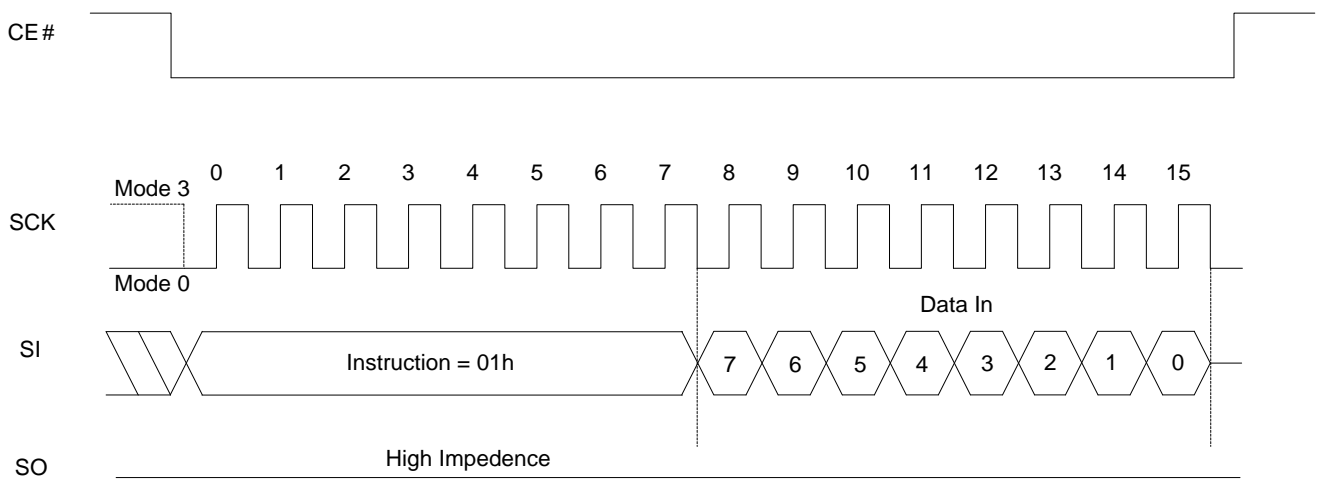 CE#
0 1 2 3 4 5 6 7 8 9 10 11 12 13 14 15
Mode 3
SCK
Mode 0
Data In
SI
Instruction = 01h
7 6 5 4 3 2 1 0
High Impedence
SO